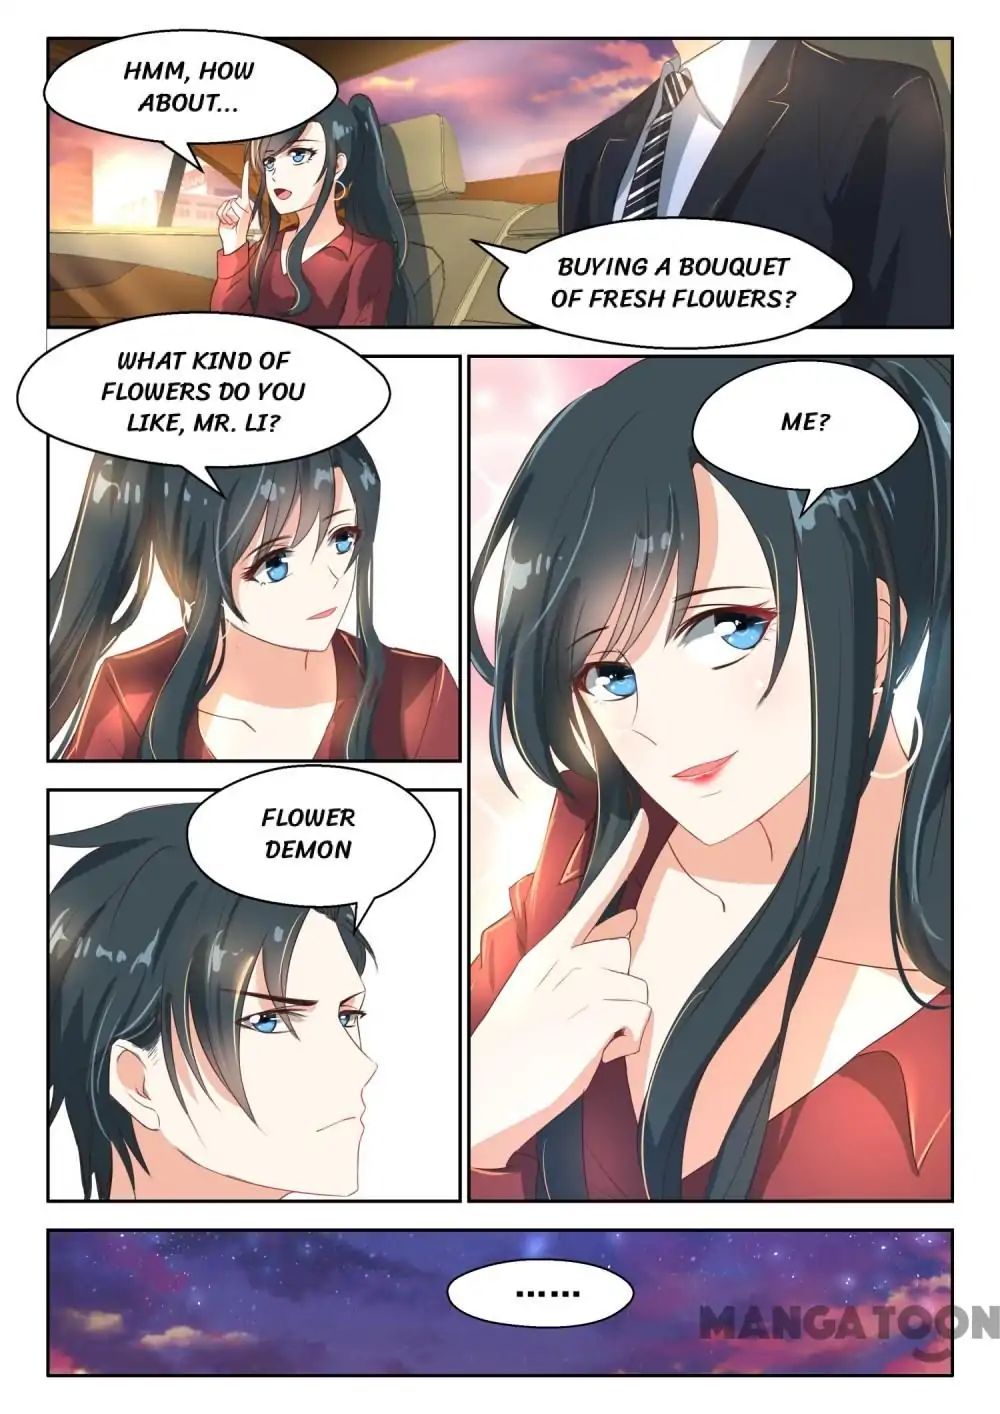 HMM, HOW
ABOUT...
BUYING A BOUQUET
OF FRESH FLOWERS?
WHAT KIND OF
FLOWERS DO YOU
LIKE, MR. LI?
ME?
FLOWER
DEMON
......
MANGATOON